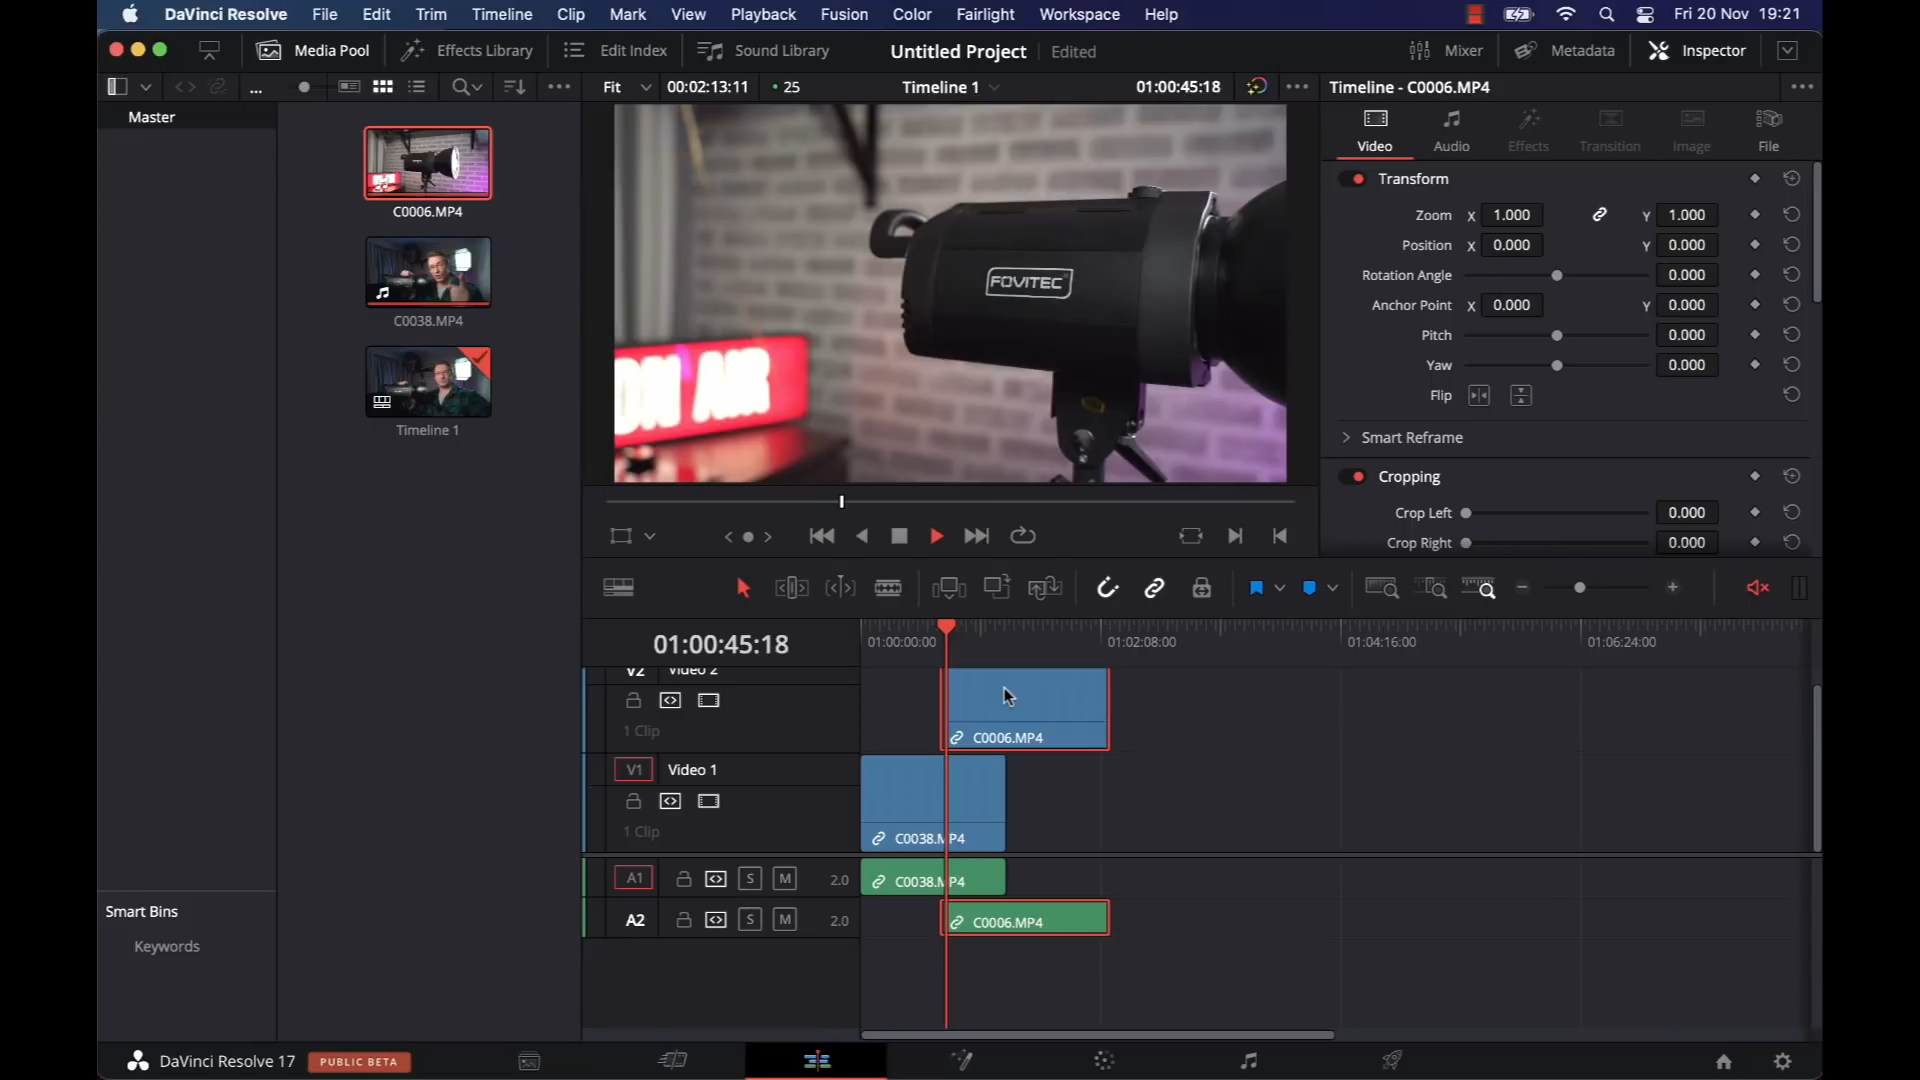 DaVinci Resolve File Edit Trim Timeline Clip Mark View Playback Fusion Color Fairlight Workspace Help Fri 20 Nov 19:21
Media Pool Effects Library Edit Index Sound Library Untitled Project Edited Mixer Metadata Inspector
... Fit 00:02:13:11 25 Timeline 1 01:00:45:18 Timeline - C0006.MP4
Master
C0006.MP4
C0038.MP4
Timeline 1
Smart Bins
Keywords
FOVITEC
ON AIR
Video Audio Effects Transition Image File
Transform
Zoom X 1.000 Y 1.000
Position X 0.000 Y 0.000
Rotation Angle 0.000
Anchor Point X 0.000 Y 0.000
Pitch 0.000
Yaw 0.000
Flip
Smart Reframe
Cropping
Crop Left 0.000
Crop Right 0.000
01:00:45:18 01:00:00:00 01:02:08:00 01:04:16:00 01:06:24:00
V2 Video 2
1 Clip C0006.MP4
V1 Video 1
1 Clip C0038.MP4
A1 S M 2.0 C0038.MP4
A2 S M 2.0 C0006.MP4
DaVinci Resolve 17 PUBLIC BETA